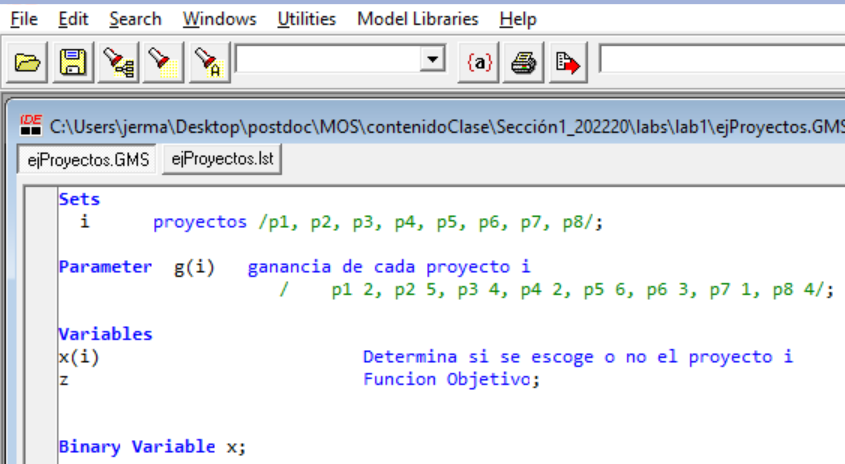 File Edit Search Windows Utilities Model Libraries Help
A {a}
IDE C:\Users\jerma\Desktop\postdoc\MOS\contenidoClase\Sección1_202220\labs\lab1\ejProyectos.GMS
ejProyectos.GMS ejProyectos.lst
Sets
i proyectos /p1, p2, p3, p4, p5, p6, p7, p8/;
Parameter g(i) ganancia de cada proyecto i
/ p1 2, p2 5, p3 4, p4 2, p5 6, p6 3, p7 1, p8 4/;
Variables
x(i) Determina si se escoge o no el proyecto i
z Funcion Objetivo;
Binary Variable x;